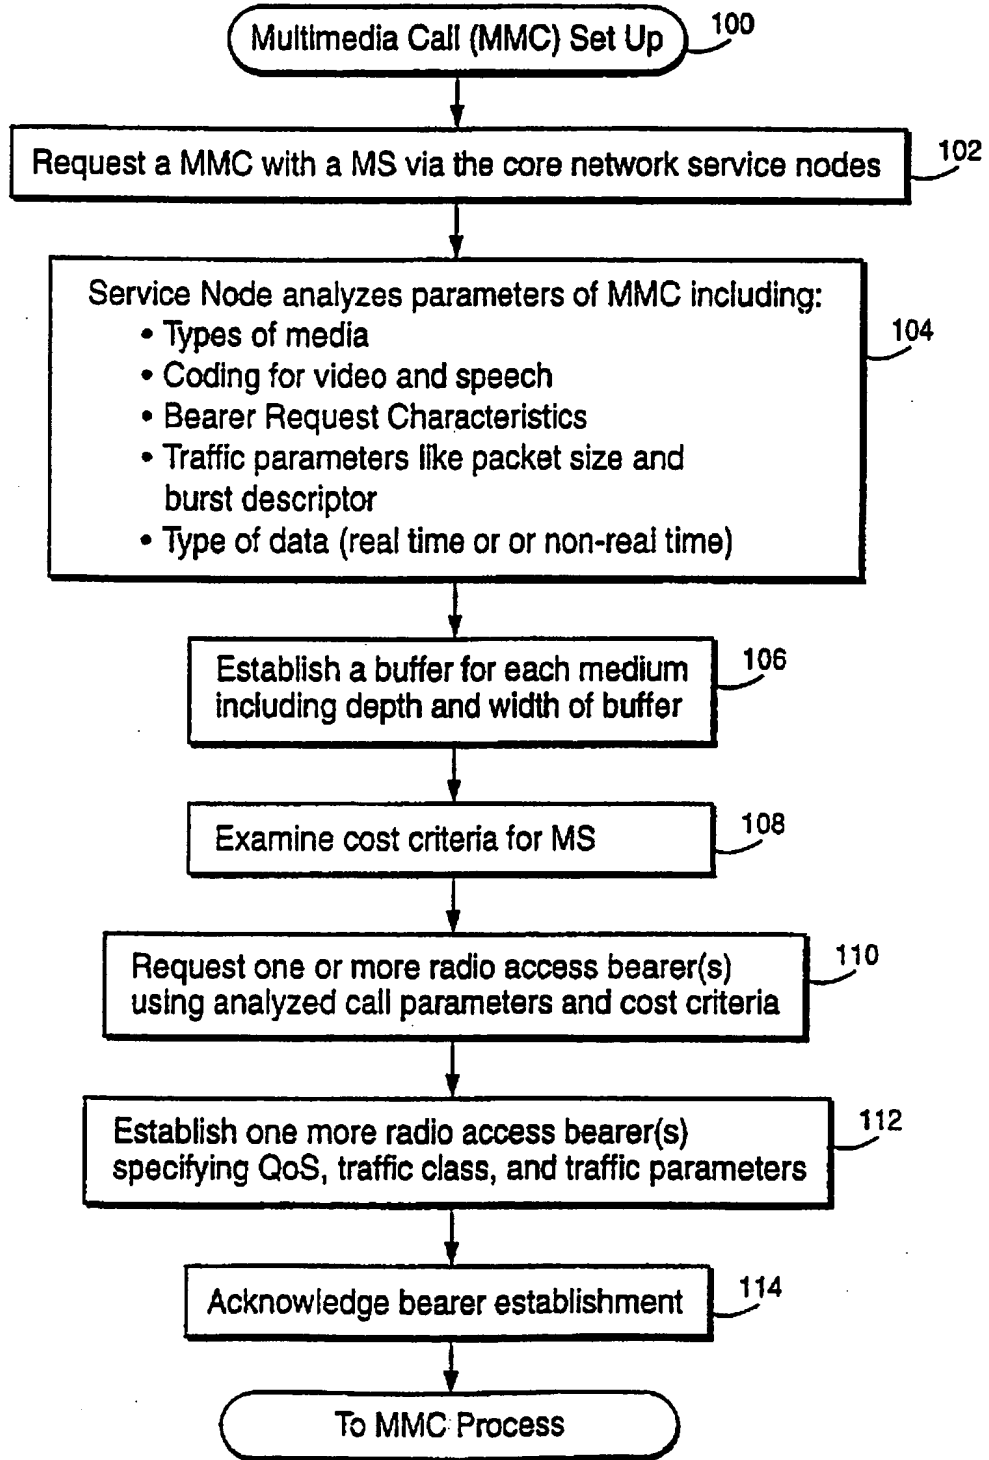 Multimedia Call (MMC) Set Up
100
Request a MMC with a MS via the core network service nodes
102
Service Node analyzes parameters of MMC including:
• Types of media
• Coding for video and speech
• Bearer Request Characteristics
• Traffic parameters like packet size and
burst descriptor
• Type of data (real time or or non-real time)
104
Establish a buffer for each medium
including depth and width of buffer
106
Examine cost criteria for MS
108
Request one or more radio access bearer(s)
using analyzed call parameters and cost criteria
110
Establish one more radio access bearer(s)
specifying QoS, traffic class, and traffic parameters
112
Acknowledge bearer establishment
114
To MMC Process